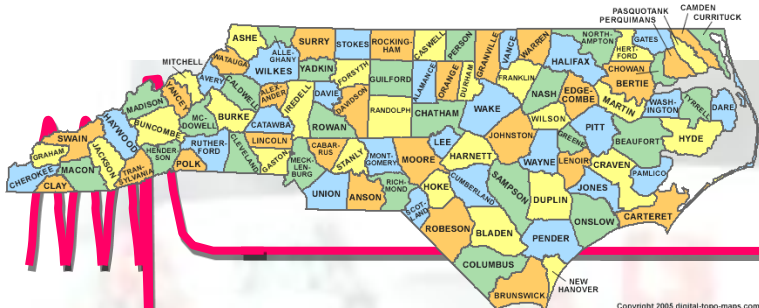 PASQUOTANK
CAMDEN
PERQUIMANS
CURRITUCK
ASHE
ALLE-
GHANY
SURRY
STOKES
ROCKING-
HAM
CASWELL
PERSON
GRANVILLE
VANCE
WARREN
NORTH-
AMPTON
GATES
HERT-
FORD
HALIFAX
CHOWAN
BERTIE
MITCHELL
WATAUGA
WILKES
YADKIN
FORSYTH
GUILFORD
ALAMANCE
ORANGE
DURHAM
FRANKLIN
NASH
EDGE-
COMBE
MARTIN
WASH-
INGTON
TYRRELL
DARE
AVERY
CALDWELL
ALEX-
ANDER
IREDELL
DAVIE
DAVIDSON
RANDOLPH
CHATHAM
WAKE
WILSON
PITT
BEAUFORT
HYDE
MADISON
YANCEY
MC-
DOWELL
BURKE
CATAWBA
ROWAN
LEE
JOHNSTON
GREENE
HAYWOOD
BUNCOMBE
SWAIN
RUTHER-
FORD
CLEVELAND
LINCOLN
GASTON
MECK-
LEN-
BURG
CABAR-
RUS
STANLY
MONT-
GOMERY
MOORE
HARNETT
WAYNE
LENOIR
CRAVEN
PAMLICO
GRAHAM
JACKSON
HENDER-
SON
POLK
TRAN-
SYLVANIA
CHEROKEE
MACON
CLAY
UNION
ANSON
RICH-
MOND
HOKE
CUMBERLAND
SAMPSON
DUPLIN
JONES
CARTERET
SCOT-
LAND
ROBESON
BLADEN
PENDER
ONSLOW
COLUMBUS
NEW
HANOVER
BRUNSWICK
Copyright 2005 digital-topo-maps.com